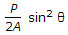 P/2A sin² θ